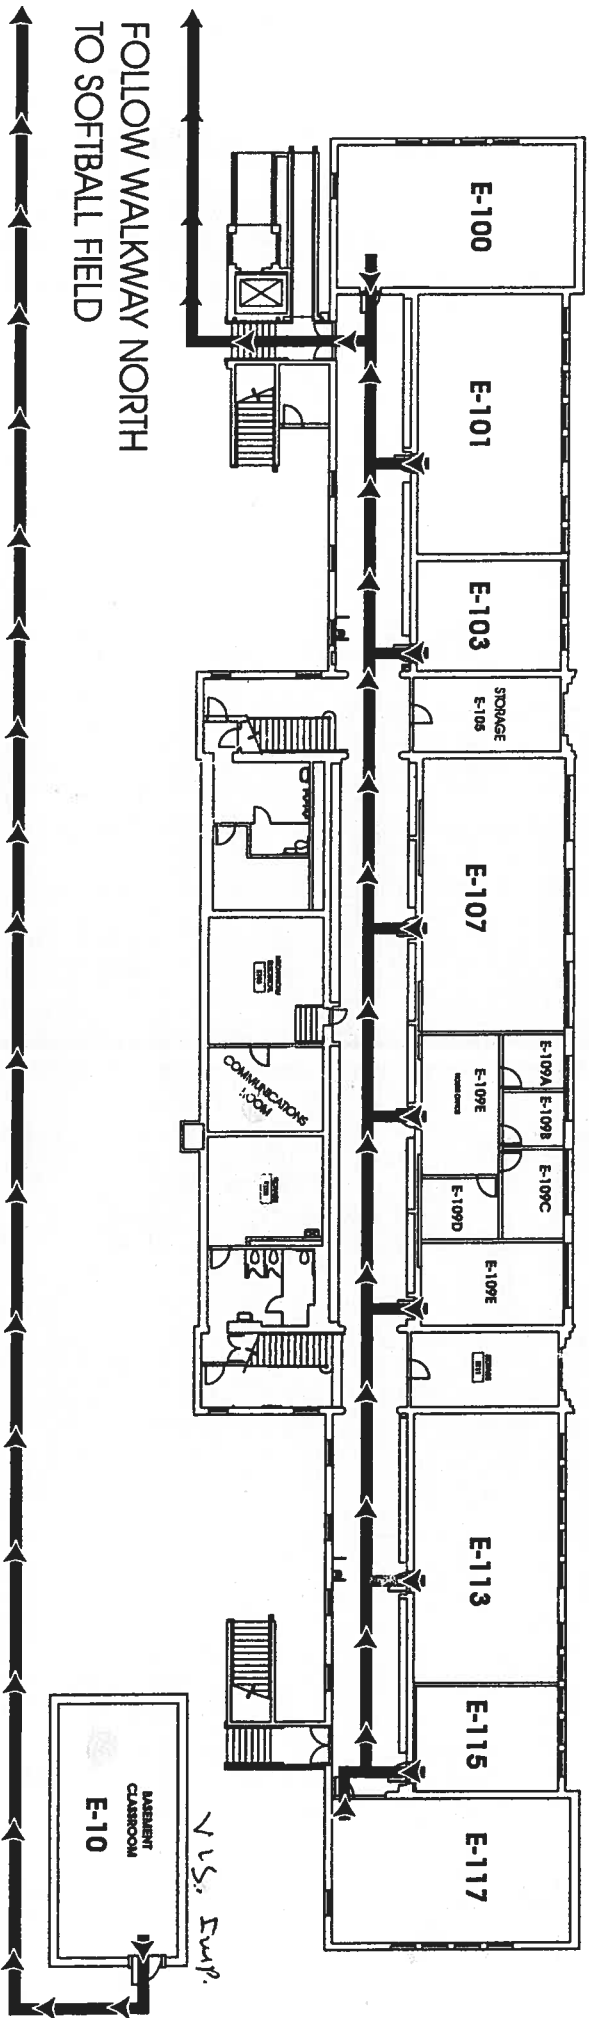 FOLLOW WALKWAY NORTH
TO SOFTBALL FIELD
E-100
E-101
E-103
STORAGE
E-105
E-107
E-109A
E-109B
E-109C
E-109E
E-109D
E-109E
E-113
E-115
E-117
COMMUNICATIONS
BASEMENT
CLASSROOM
E-10
VIS. Imp.